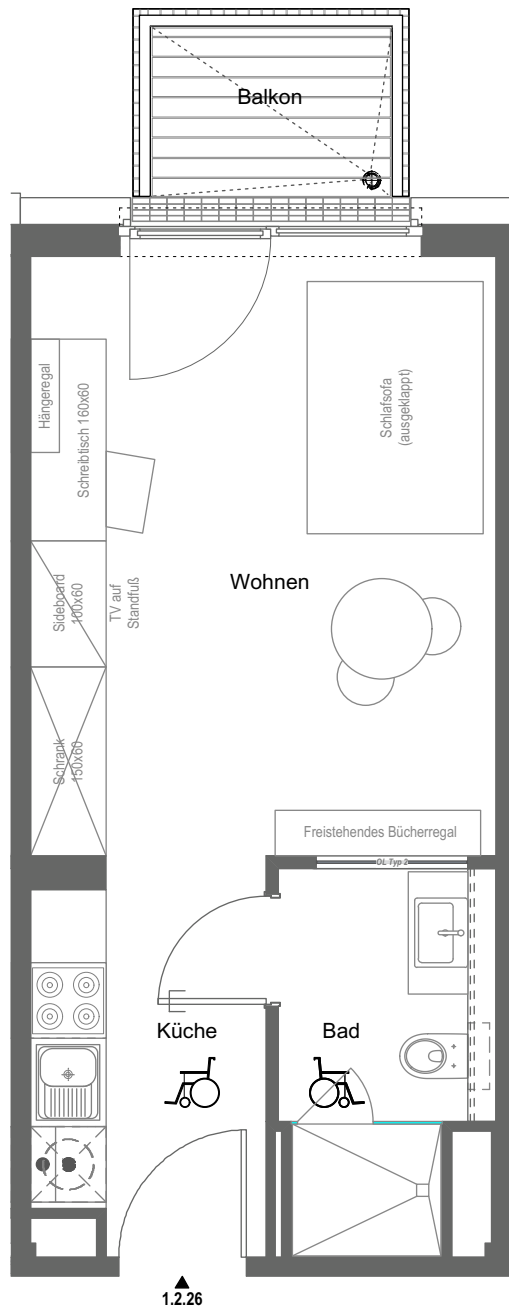 Balkon
Hängeregal
Schreibtisch 160x60
Schlafsofa
(ausgeklappt)
Wohnen
Sideboard
100x60
TV auf
Standfuß
Schrank
150x60
Freistehendes Bücherregal
OL Typ 2
Küche
Bad
1.2.26